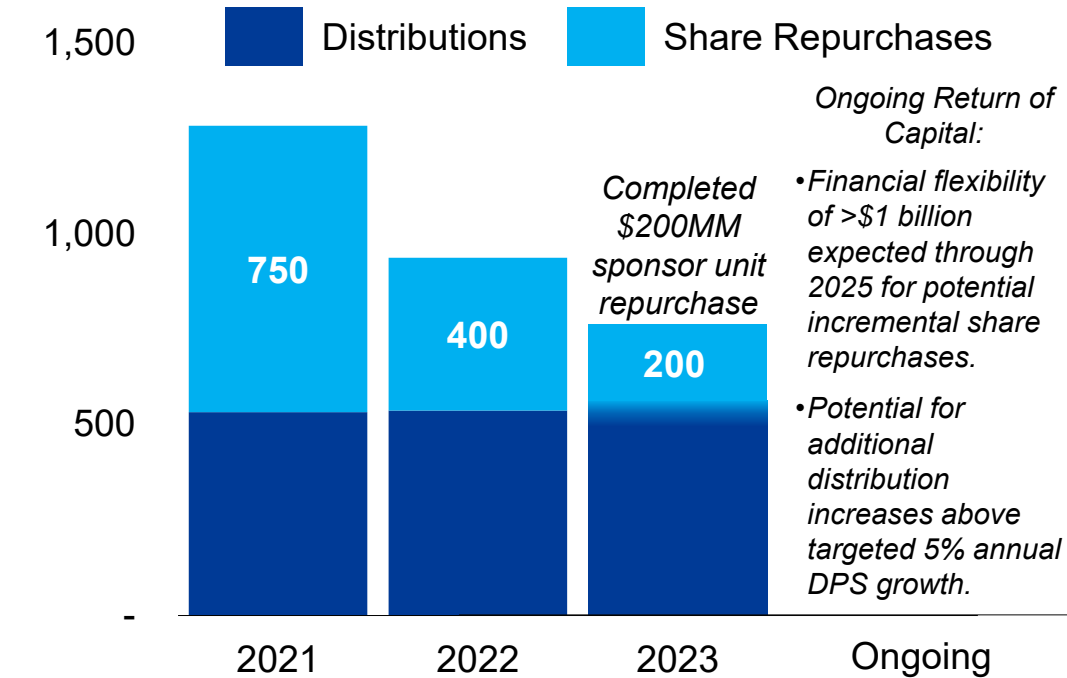 Distributions
Share Repurchases
1,500
1,000
500
-
750
400
Completed
$200MM
sponsor unit
repurchase
200
Ongoing Return of
Capital:
•Financial flexibility
of >$1 billion
expected through
2025 for potential
incremental share
repurchases.
•Potential for
additional
distribution
increases above
targeted 5% annual
DPS growth.
2021
2022
2023
Ongoing